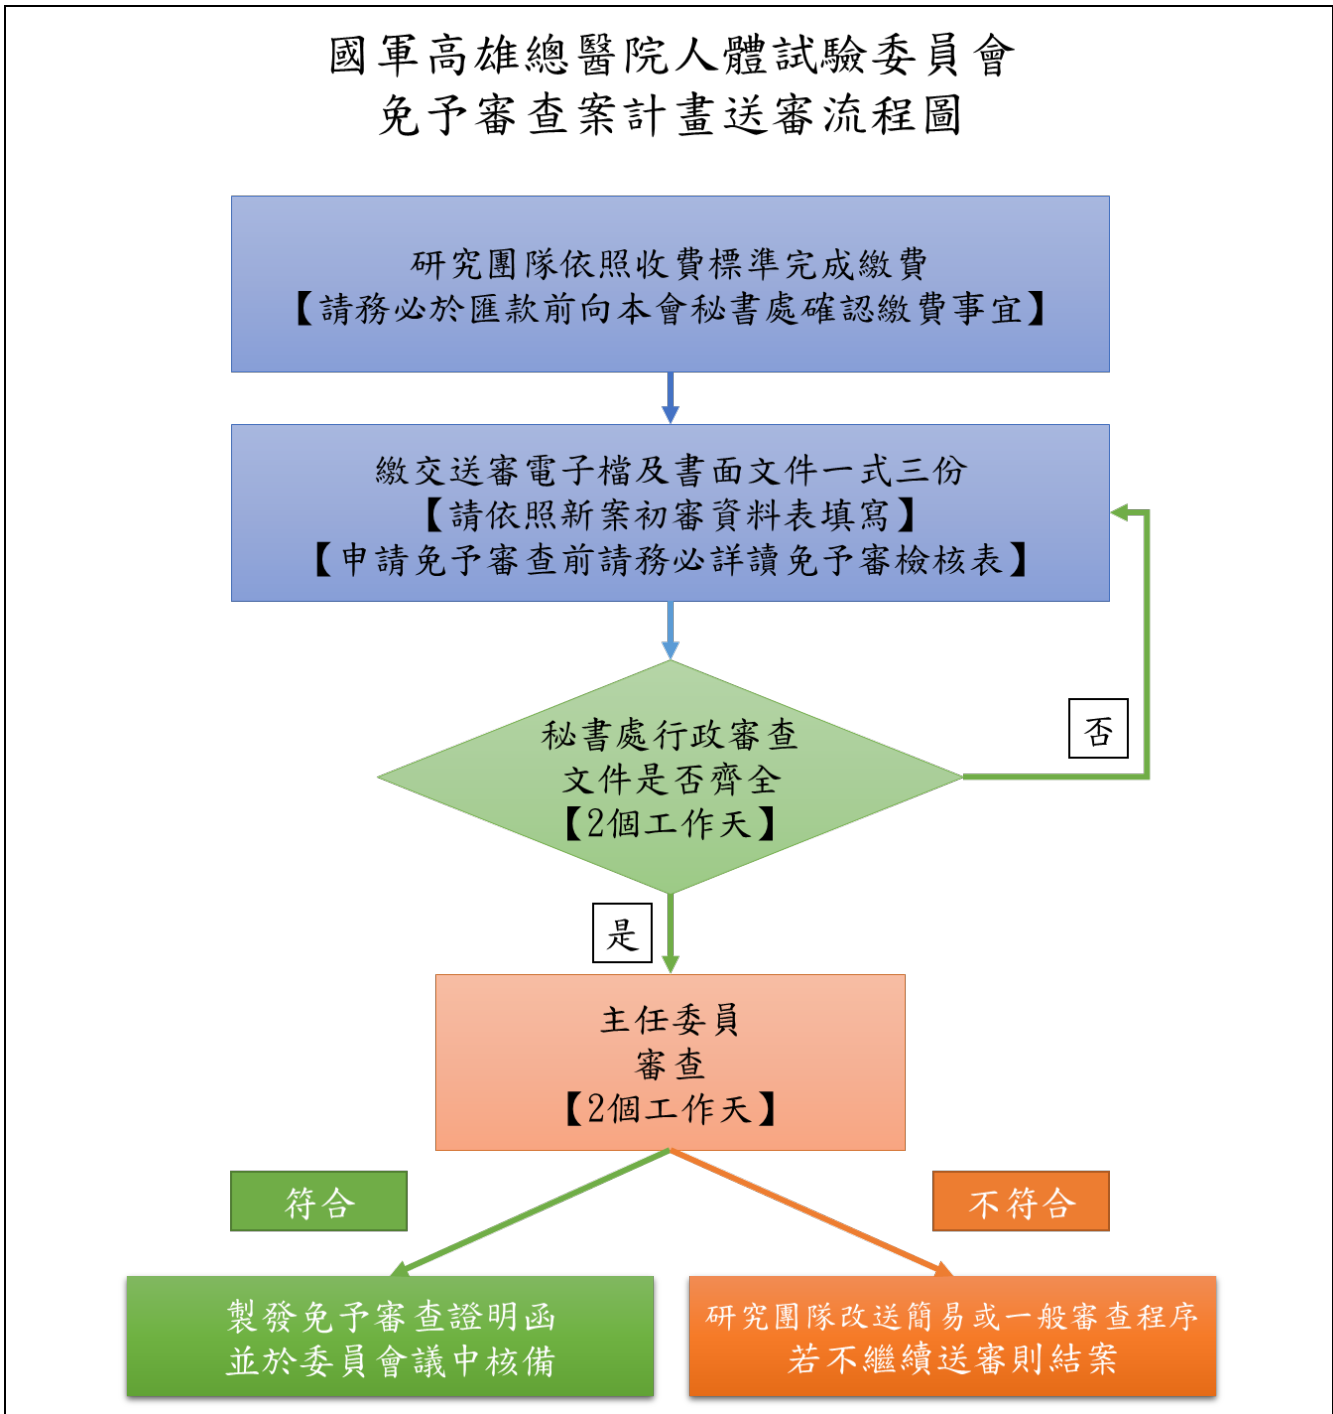 國軍高雄總醫院人體試驗委員會
免予審查案計畫送審流程圖
研究團隊依照收費標準完成繳費
【請務必於匯款前向本會秘書處確認繳費事宜】
繳交送審電子檔及書面文件一式三份
【請依照新案初審資料表填寫】
【申請免予審查前請務必詳讀免予審檢核表】
秘書處行政審查
文件是否齊全
【2個工作天】
否
是
主任委員
審查
【2個工作天】
符合
不符合
製發免予審查證明函
並於委員會議中核備
研究團隊改送簡易或一般審查程序
若不繼續送審則結案